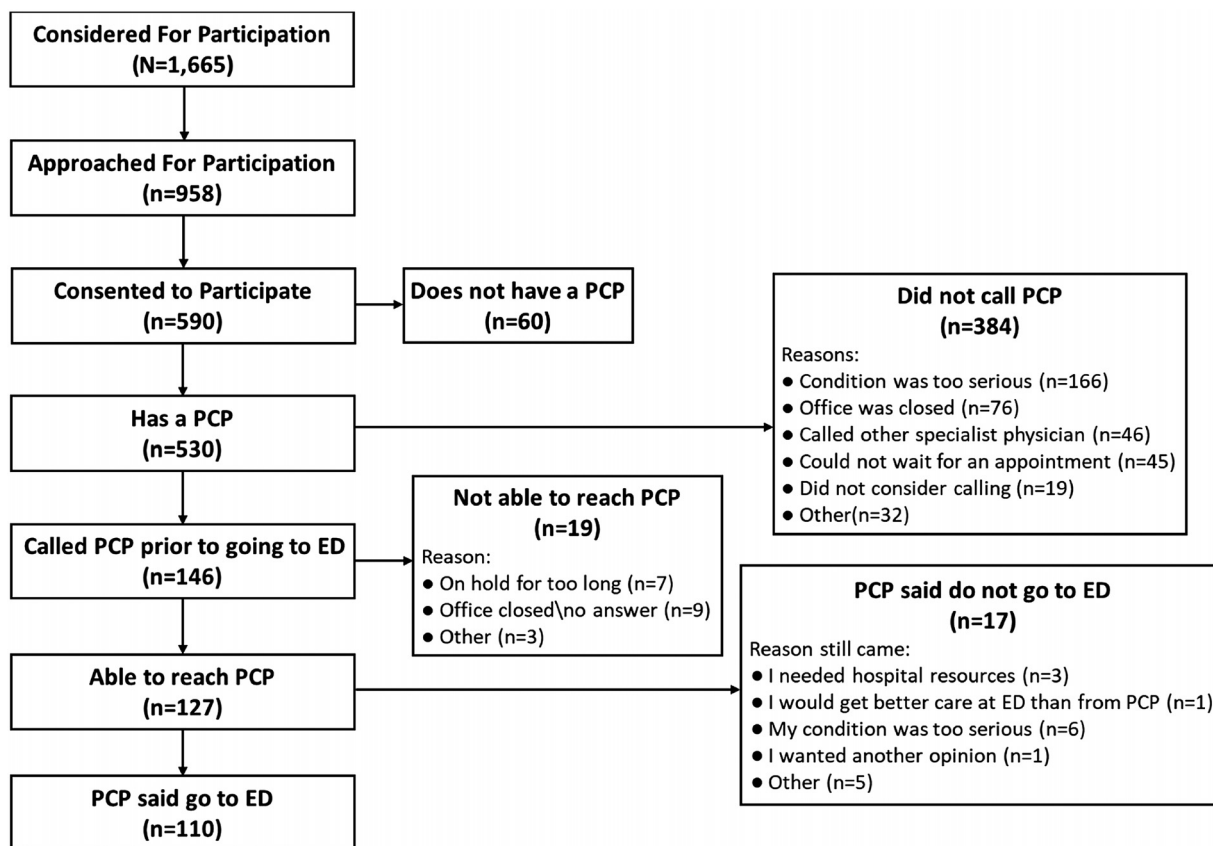 Considered For Participation
(N=1,665)
Approached For Participation
(n=958)
Consented to Participate
(n=590)
Does not have a PCP
(n=60)
Has a PCP
(n=530)
Did not call PCP
(n=384)
Reasons:
● Condition was too serious (n=166)
● Office was closed (n=76)
● Called other specialist physician (n=46)
● Could not wait for an appointment (n=45)
● Did not consider calling (n=19)
● Other(n=32)
Called PCP prior to going to ED
(n=146)
Not able to reach PCP
(n=19)
Reason:
● On hold for too long (n=7)
● Office closed\no answer (n=9)
● Other (n=3)
Able to reach PCP
(n=127)
PCP said do not go to ED
(n=17)
Reason still came:
● I needed hospital resources (n=3)
● I would get better care at ED than from PCP (n=1)
● My condition was too serious (n=6)
● I wanted another opinion (n=1)
● Other (n=5)
PCP said go to ED
(n=110)